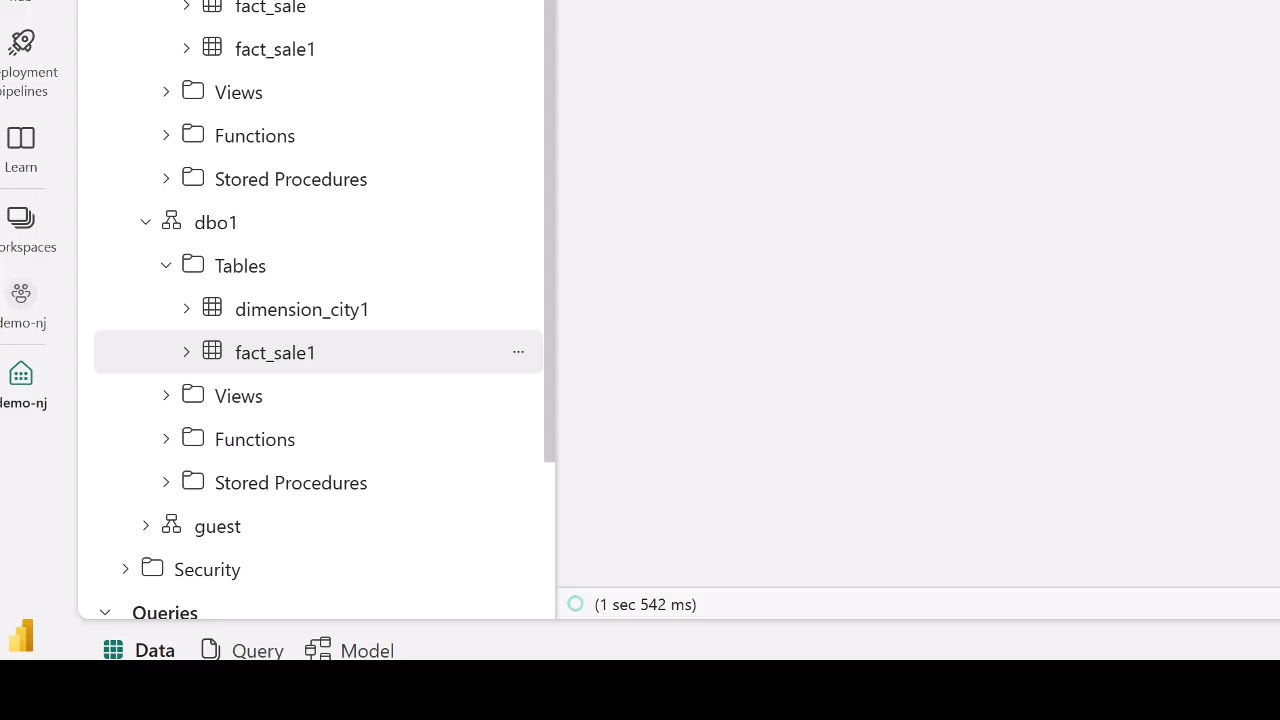 fact_sale
fact_sale1
Views
Functions
Stored Procedures
dbo1
Tables
dimension_city1
fact_sale1
Views
Functions
Stored Procedures
guest
Security
Queries
Data
Query
Model
(1 sec 542 ms)
eployment
pipelines
Learn
orkspaces
demo-nj
demo-nj